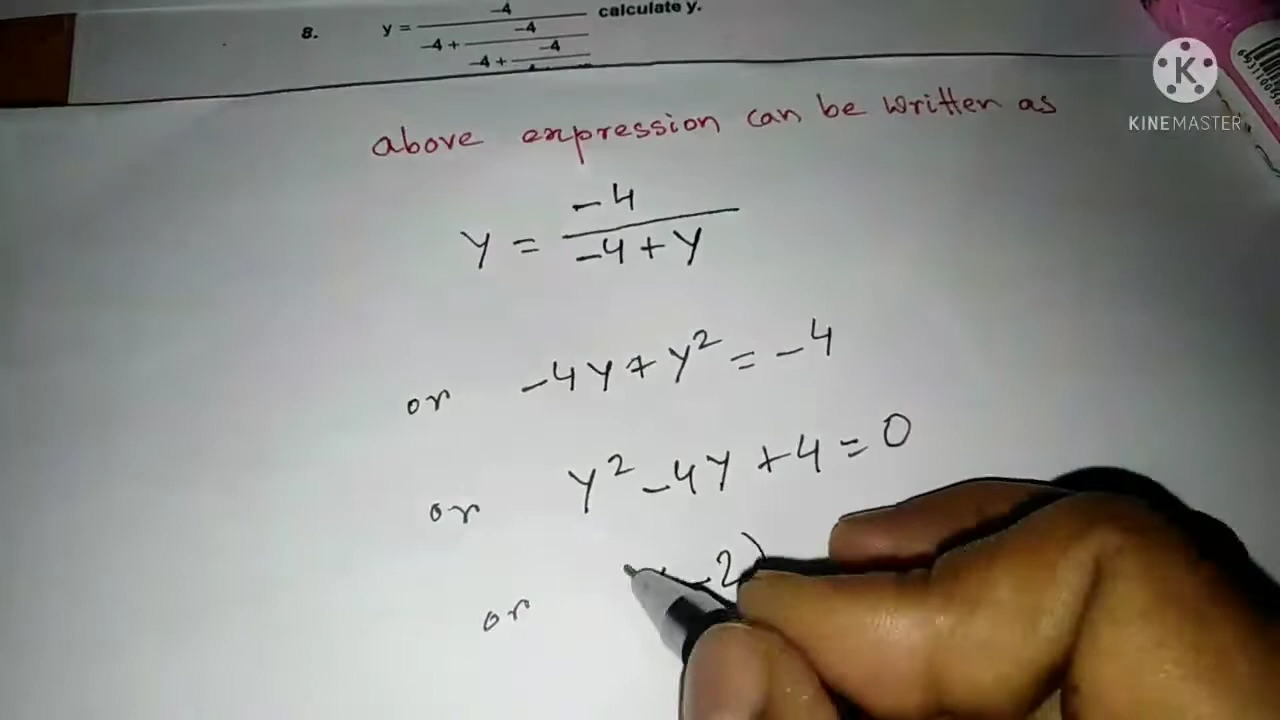 8. y = -4 / -4 + -4 / -4 + -4 calculate y.
KINEMASTER
above expression can be written as
y = -4 / -4 + y
or -4y + y² = -4
or y² - 4y + 4 = 0
or - 2)